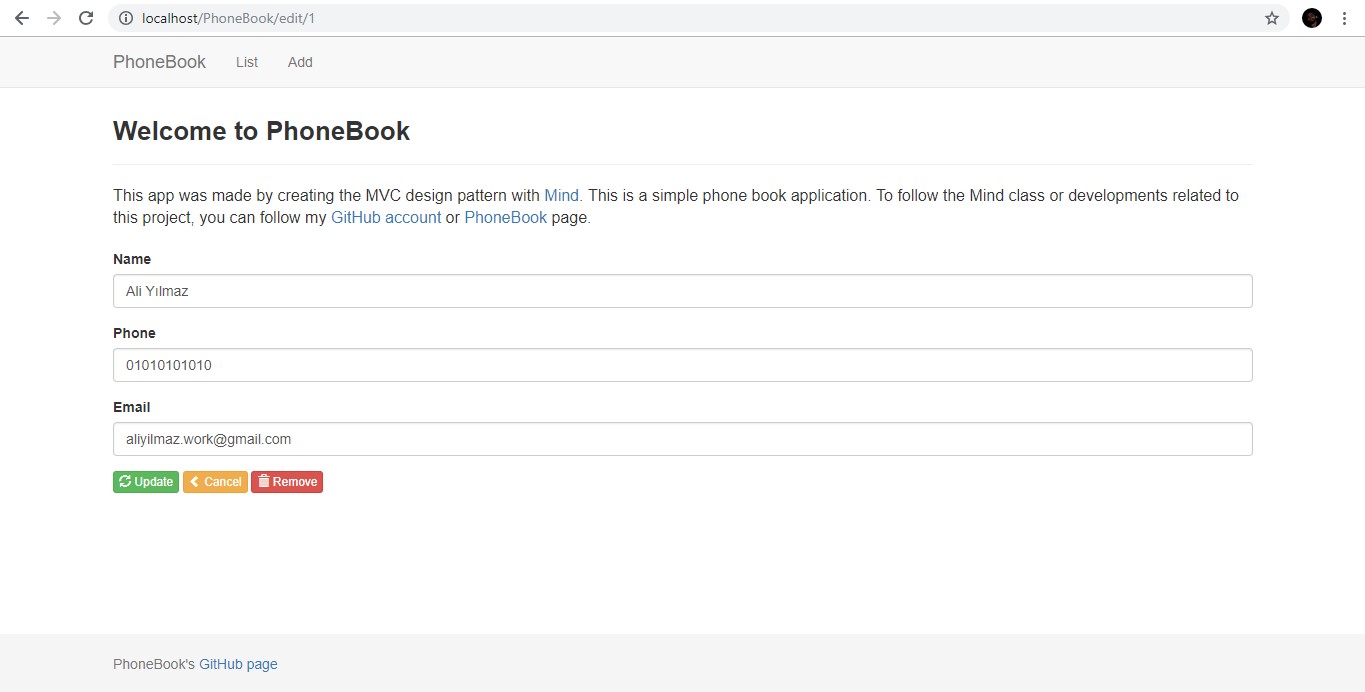 localhost/PhoneBook/edit/1
PhoneBook List Add
Welcome to PhoneBook
This app was made by creating the MVC design pattern with Mind. This is a simple phone book application. To follow the Mind class or developments related to
this project, you can follow my GitHub account or PhoneBook page.
Name
Ali Yılmaz
Phone
01010101010
Email
aliyilmaz.work@gmail.com
Update Cancel Remove
PhoneBook's GitHub page